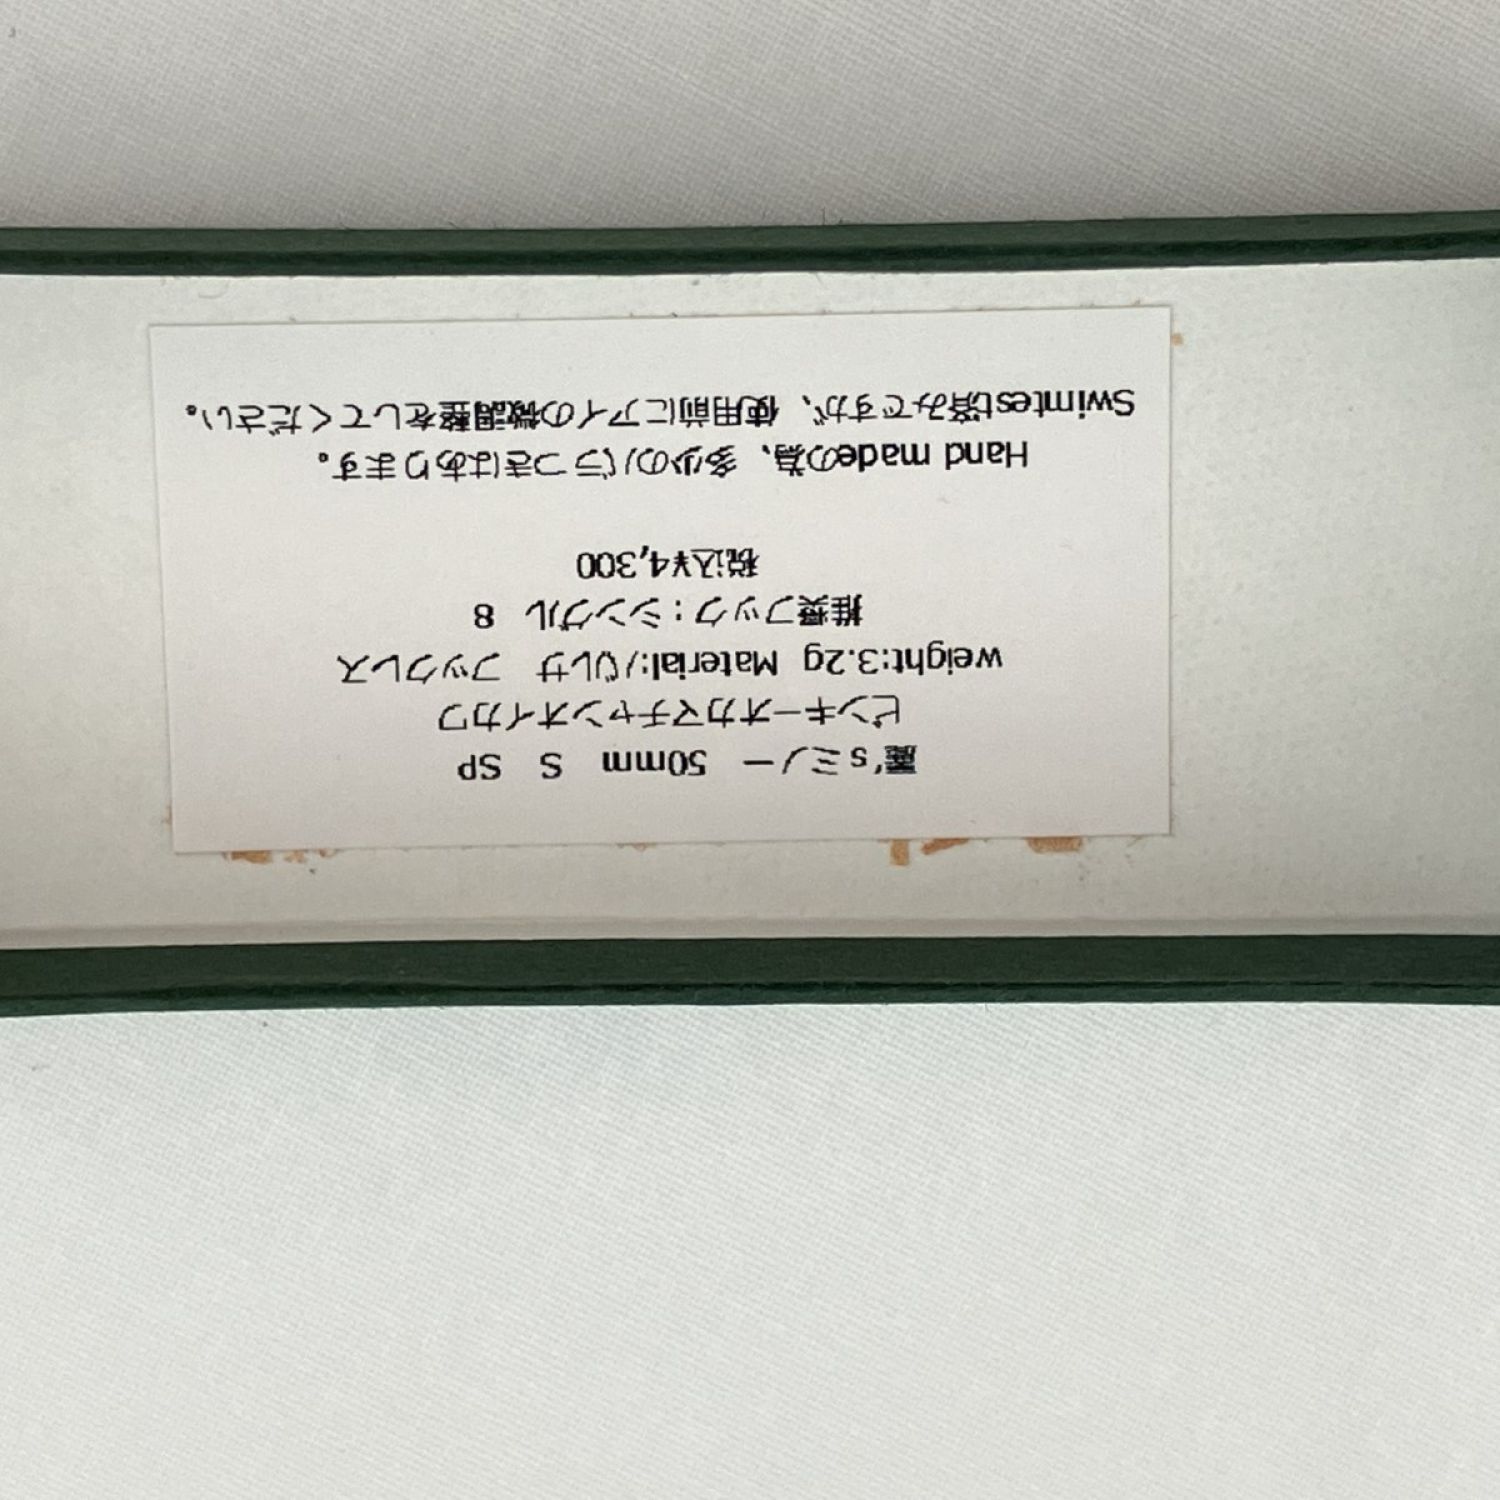 麗'sミノー 50mm S SP
ピンキーオカマチャンオイカワ
weight:3.2g Material:バルサ フックレス
推奨フック：シングル 8
税込¥4,300
Hand madeの為、多少のバラつきはあります。
Swimtest済みですが、使用前にアイの微調整をしてください。